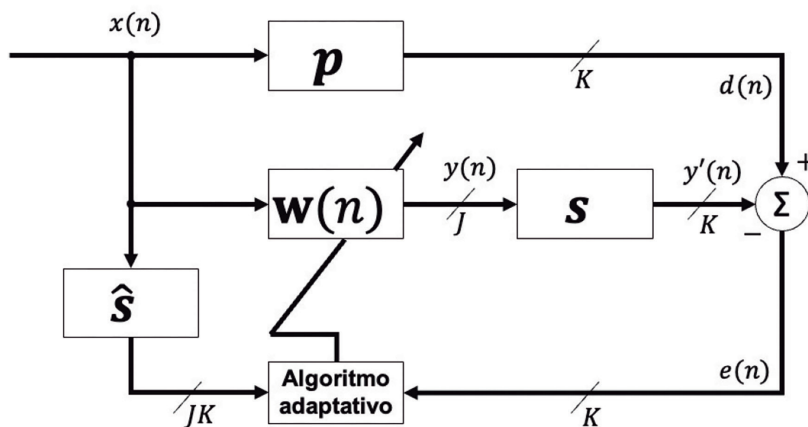 x(n)
p
K
d(n)
+
w(n)
y(n)
J
s
y'(n)
K
Σ
−
ŝ
JK
Algoritmo
adaptativo
K
e(n)